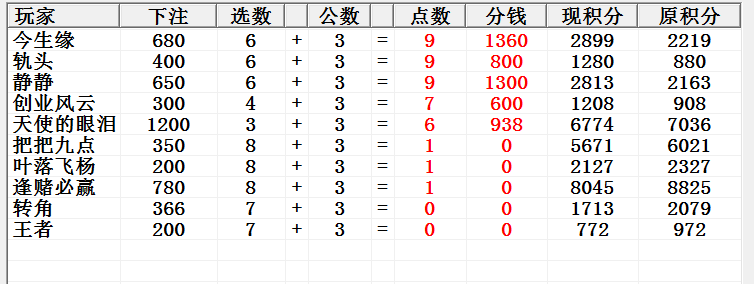 玩家 下注 选数 公数 点数 分钱 现积分 原积分
今生缘 680 6 + 3 = 9 1360 2899 2219
轨头 400 6 + 3 = 9 800 1280 880
静静 650 6 + 3 = 9 1300 2813 2163
创业风云 300 4 + 3 = 7 600 1208 908
天使的眼泪 1200 3 + 3 = 6 938 6774 7036
把把九点 350 8 + 3 = 1 0 5671 6021
叶落飞杨 200 8 + 3 = 1 0 2127 2327
逢赌必赢 780 8 + 3 = 1 0 8045 8825
转角 366 7 + 3 = 0 0 1713 2079
王者 200 7 + 3 = 0 0 772 972